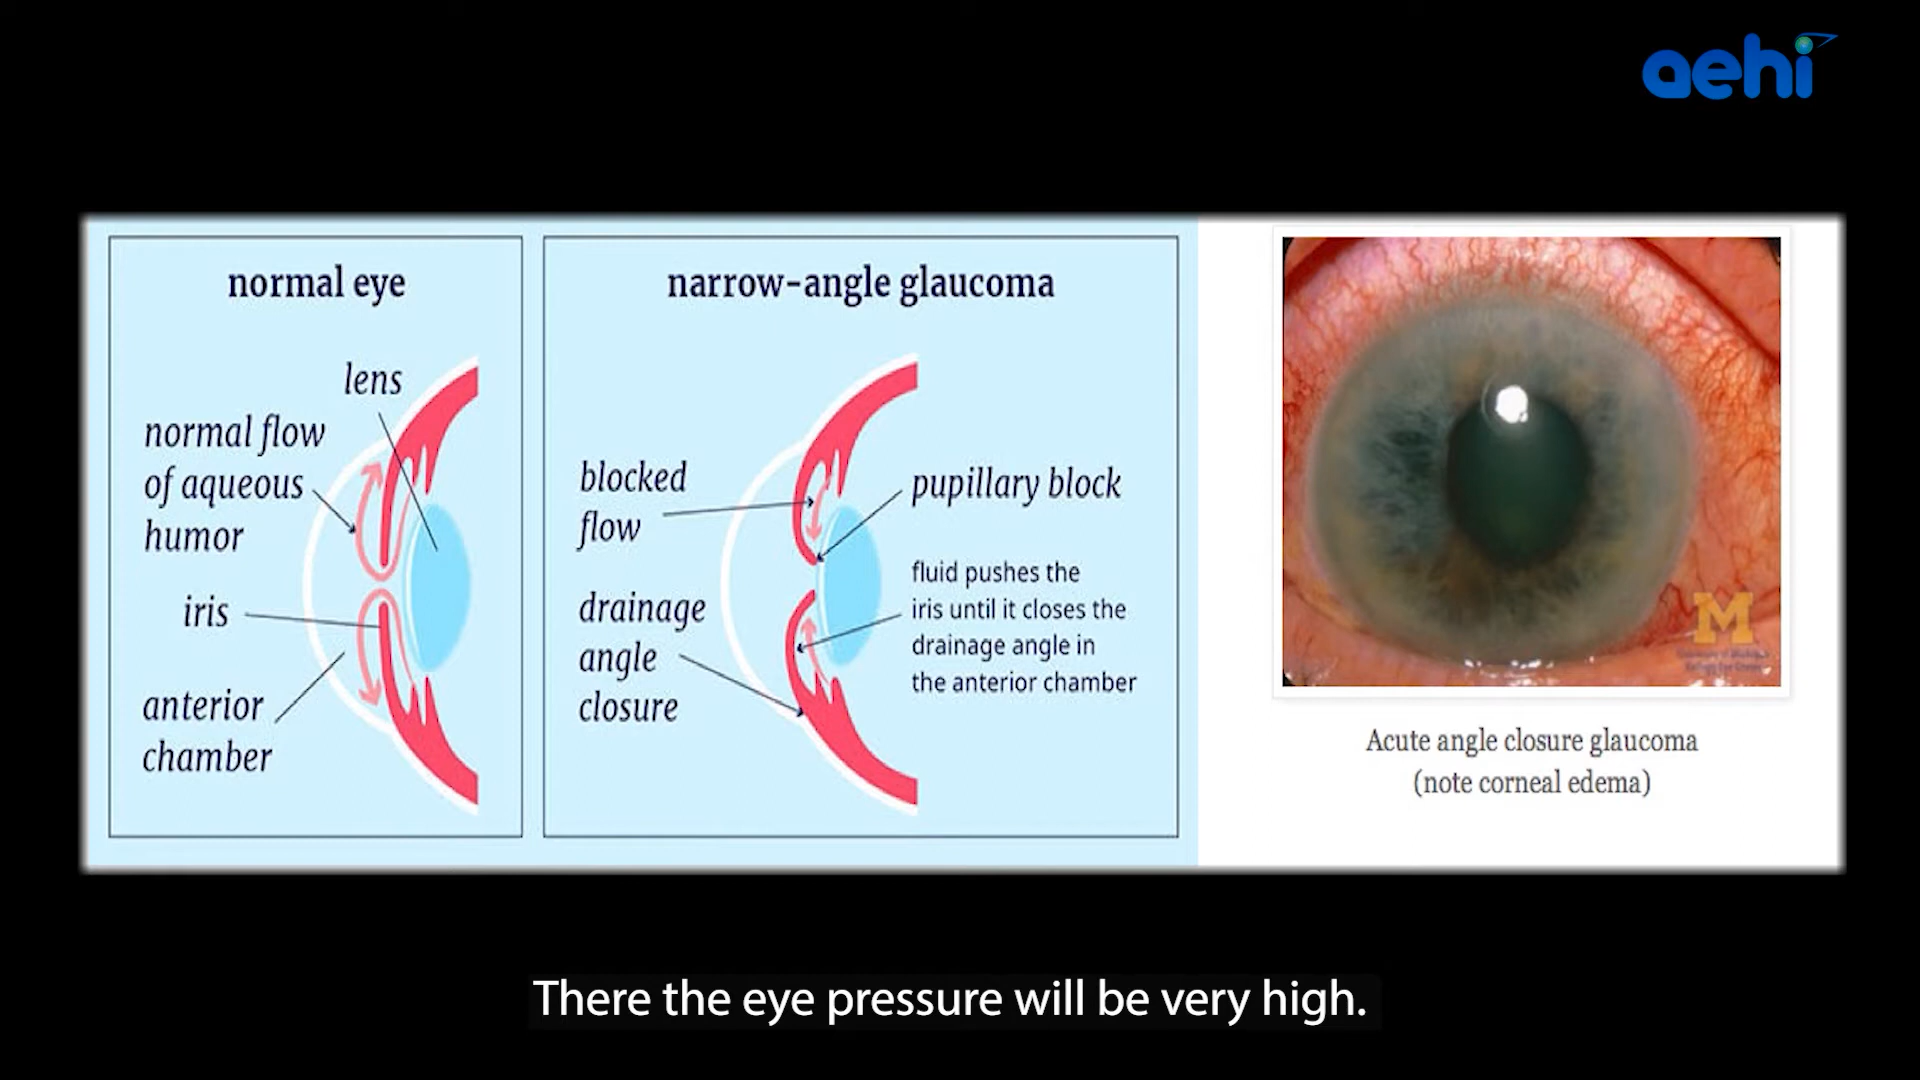 aehi
normal eye
lens
normal flow
of aqueous
humor
iris
anterior
chamber
narrow-angle glaucoma
blocked
flow
pupillary block
drainage
angle
closure
fluid pushes the
iris until it closes the
drainage angle in
the anterior chamber
M
Acute angle closure glaucoma
(note corneal edema)
There the eye pressure will be very high.